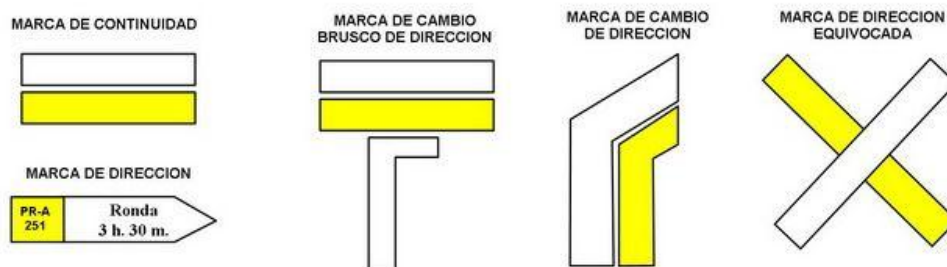 MARCA DE CONTINUIDAD
MARCA DE DIRECCION
PR-A
251
Ronda
3 h. 30 m.
MARCA DE CAMBIO
BRUSCO DE DIRECCION
MARCA DE CAMBIO
DE DIRECCION
MARCA DE DIRECCION
EQUIVOCADA